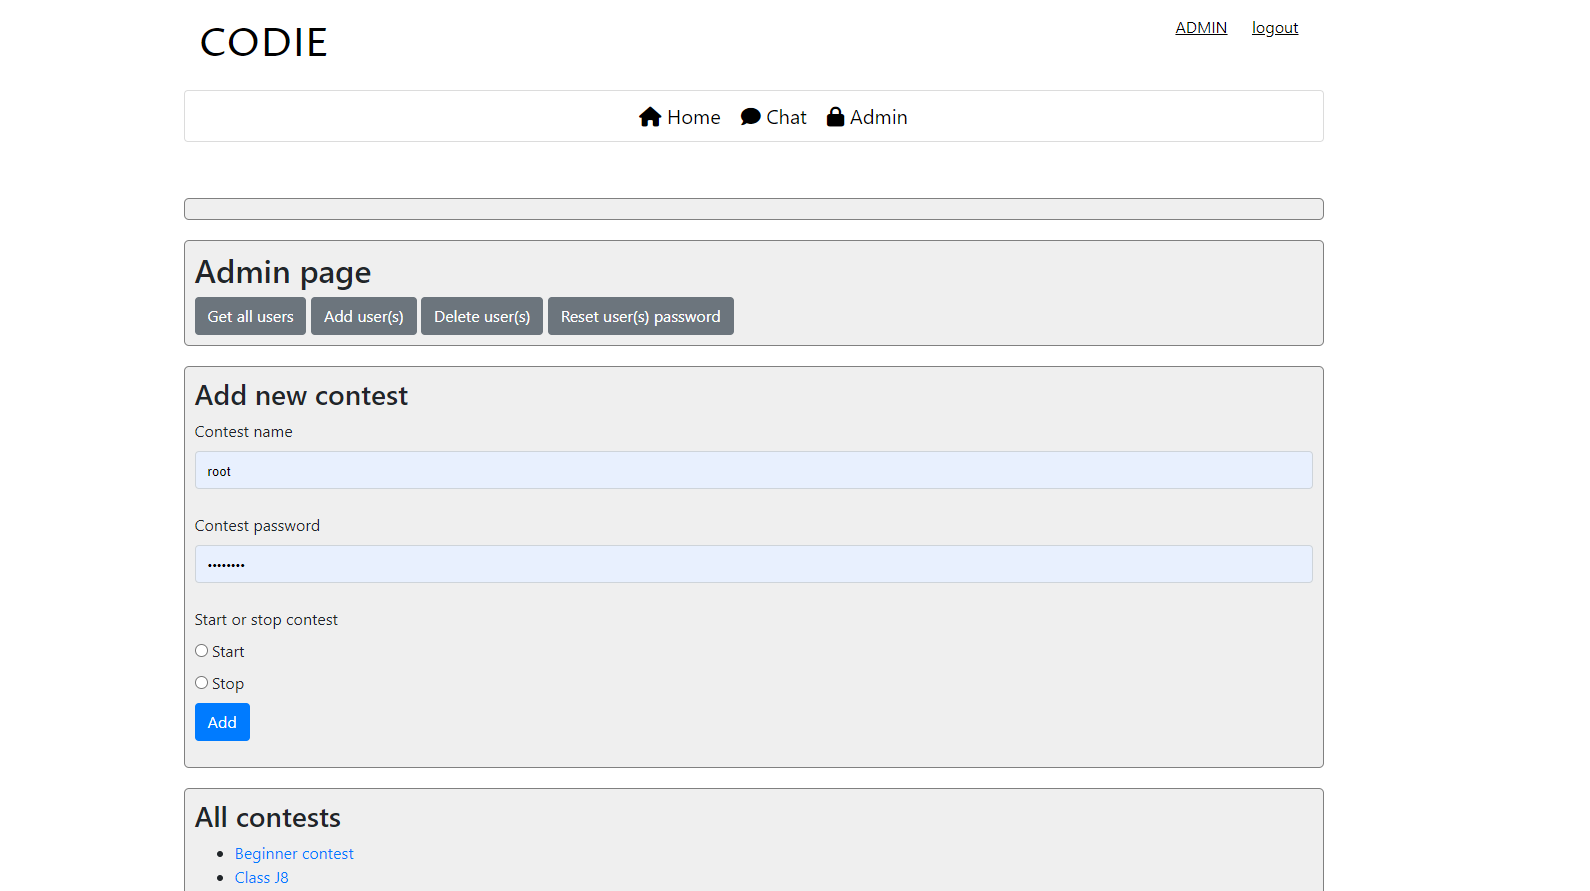 CODIE
ADMIN logout
Home Chat Admin
Admin page
Get all users Add user(s) Delete user(s) Reset user(s) password
Add new contest
Contest name
root
Contest password
••••••••
Start or stop contest
Start
Stop
Add
All contests
Beginner contest
Class J8